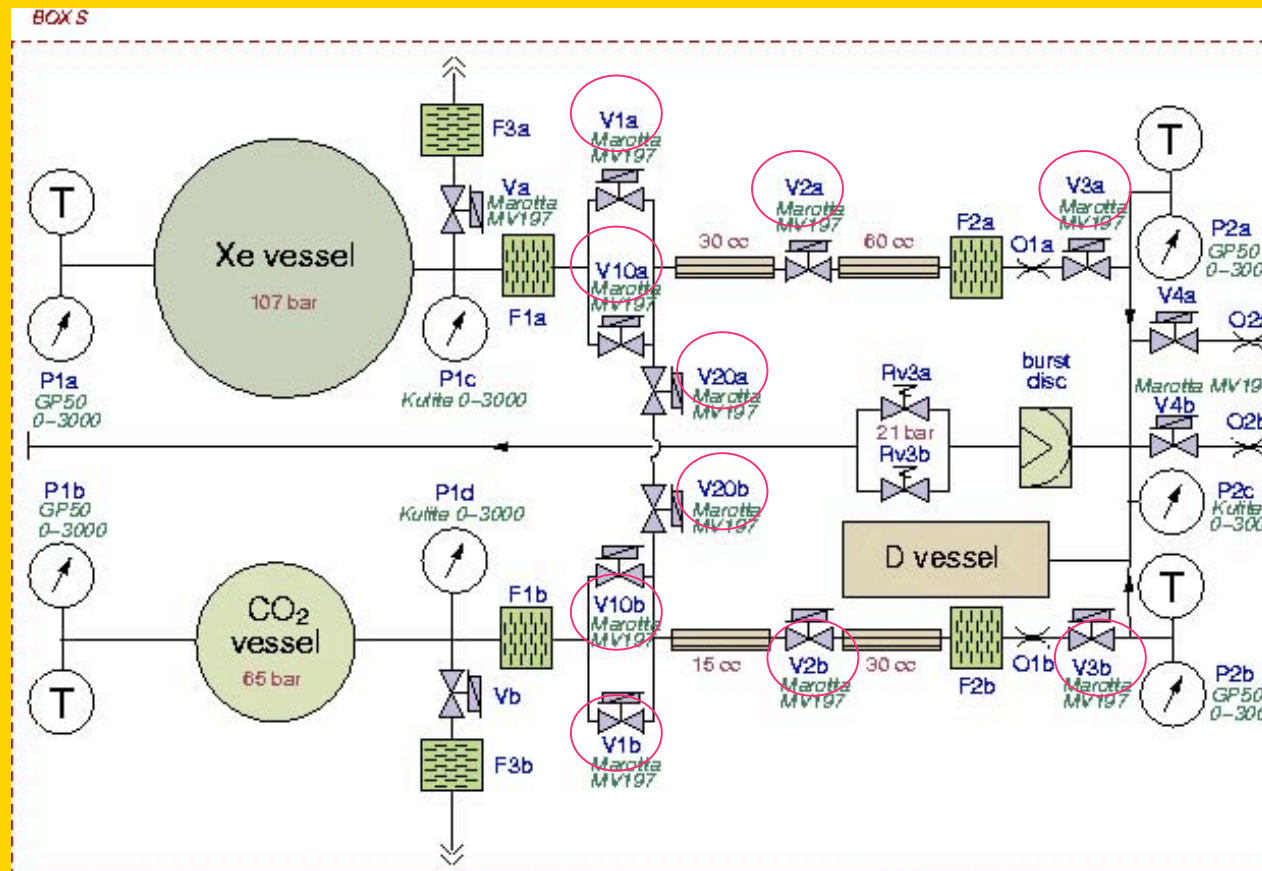 BOX S
F3a
V1a
Marotta
MV197
T
T
Va
Marotta
MV197
V2a
Marotta
MV197
V3a
Marotta
MV197
P2a
GP50
0-3000
Xe vessel
107 bar
30 cc
60 cc
F2a
O1a
V10a
Marotta
MV197
F1a
V4a
P1a
GP50
0-3000
P1c
Kulite 0-3000
V20a
Marotta
MV197
Rv3a
21 bar
Rv3b
burst
disc
V4b
O2b
P1b
GP50
0-3000
P1d
Kulite 0-3000
V20b
Marotta
MV197
P2c
Kulite
D vessel
T
CO₂
vessel
65 bar
F1b
V10b
Marotta
MV197
T
Vb
15 cc
V2b
Marotta
MV197
30 cc
F2b
O1b
V3b
Marotta
MV197
P2b
GP50
V1b
Marotta
MV197
F3b